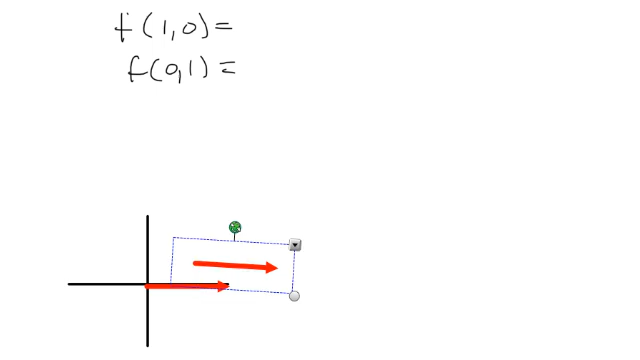 f(1,0)=
f(0,1)=